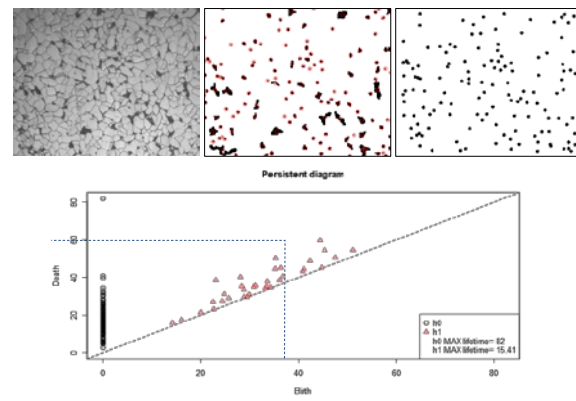 Persistent diagram
80
60
40
20
0
Death
0
20
40
60
80
Birth
h0
h1
h0 MAX lifetime= 82
h1 MAX lifetime= 15.41